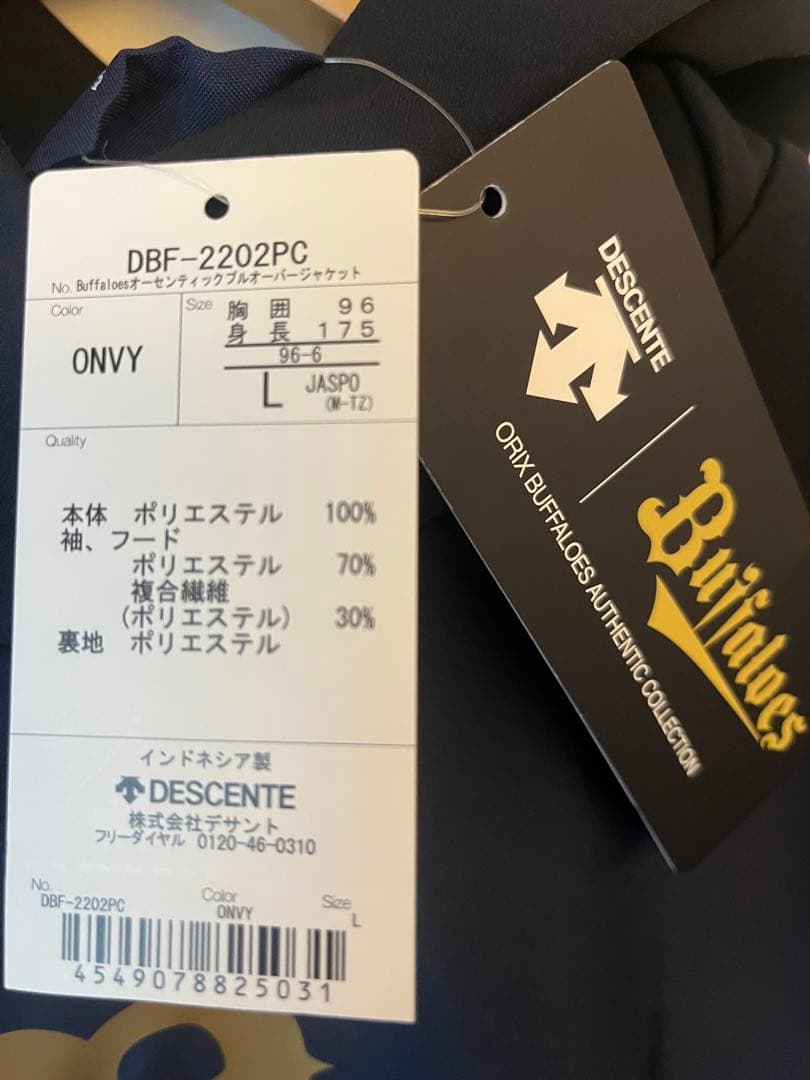 DBF-2202PC
No. Buffaloesオーセンティックプルオーバージャケット
Color
ONVY
Size 胸囲 96
身長 175
96-6
L JASPO
(M-TZ)
Quality
本体 ポリエステル 100%
袖、フード
ポリエステル 70%
複合繊維
(ポリエステル) 30%
裏地 ポリエステル
インドネシア製
DESCENTE
株式会社デサント
フリーダイヤル 0120-46-0310
No. Color Size
DBF-2202PC ONVY L
4549078825031
DESCENTE
Buffaloes
ORIX BUFFALOES AUTHENTIC COLLECTION